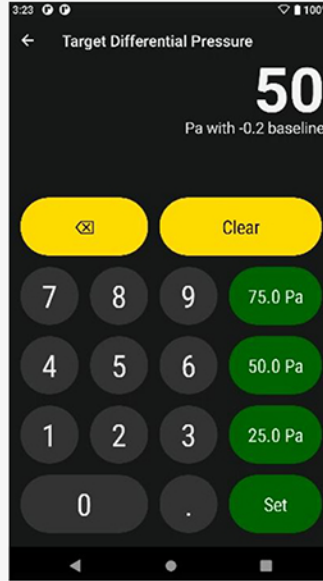 3:23 100%
Target Differential Pressure
50
Pa with -0.2 baseline
Clear
7 8 9 75.0 Pa
4 5 6 50.0 Pa
1 2 3 25.0 Pa
0 . Set